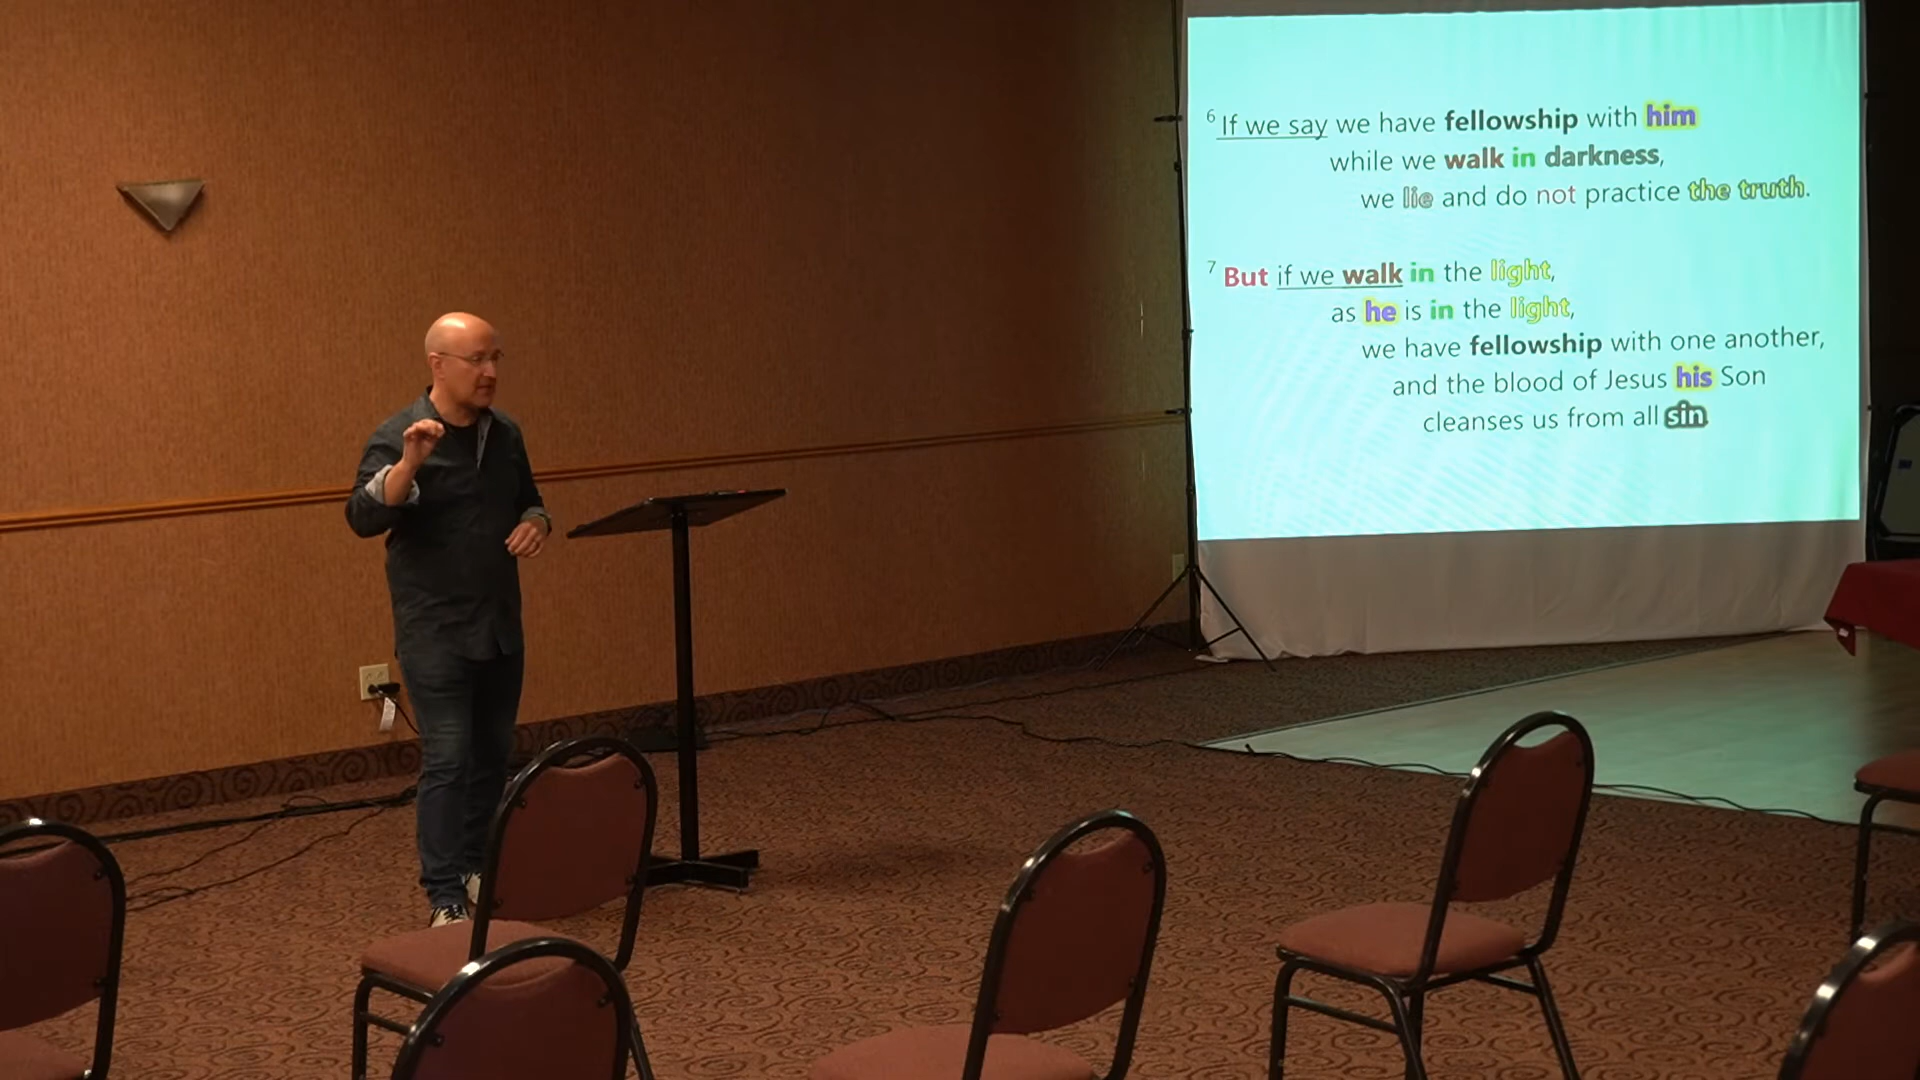 6 If we say we have fellowship with him
while we walk in darkness,
we lie and do not practice the truth.
7 But if we walk in the light,
as he is in the light,
we have fellowship with one another,
and the blood of Jesus his Son
cleanses us from all sin